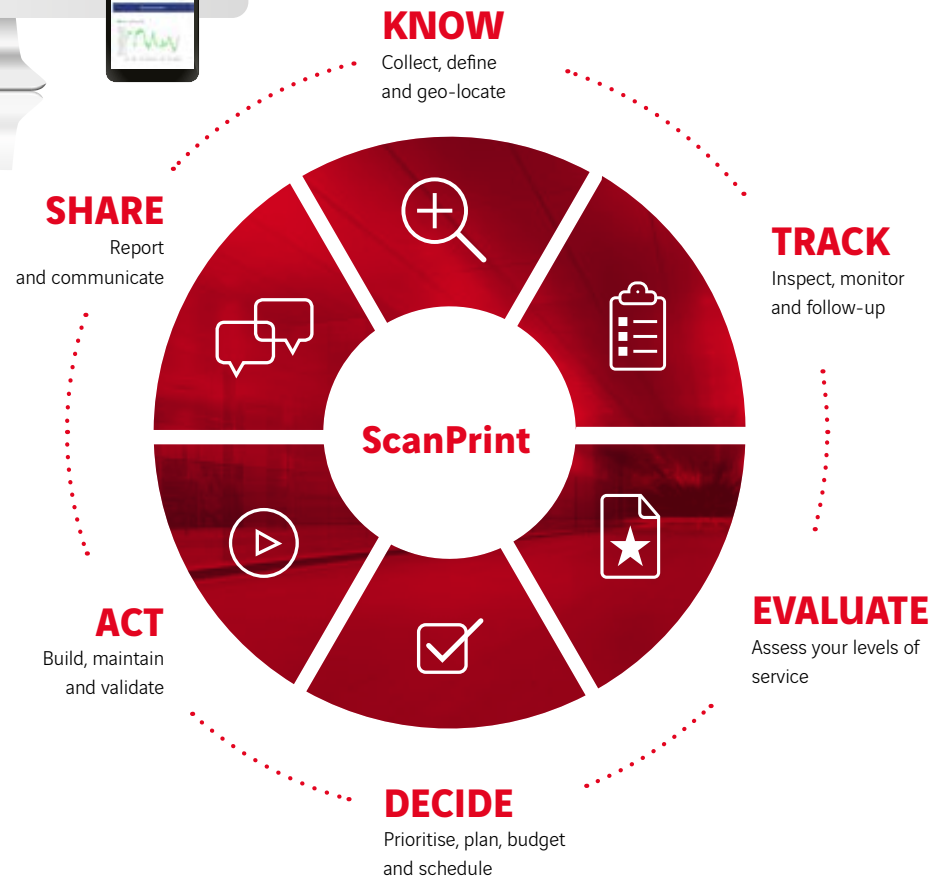 KNOW
Collect, define
and geo-locate
TRACK
Inspect, monitor
and follow-up
EVALUATE
Assess your levels of
service
DECIDE
Prioritise, plan, budget
and schedule
ACT
Build, maintain
and validate
SHARE
Report
and communicate
ScanPrint